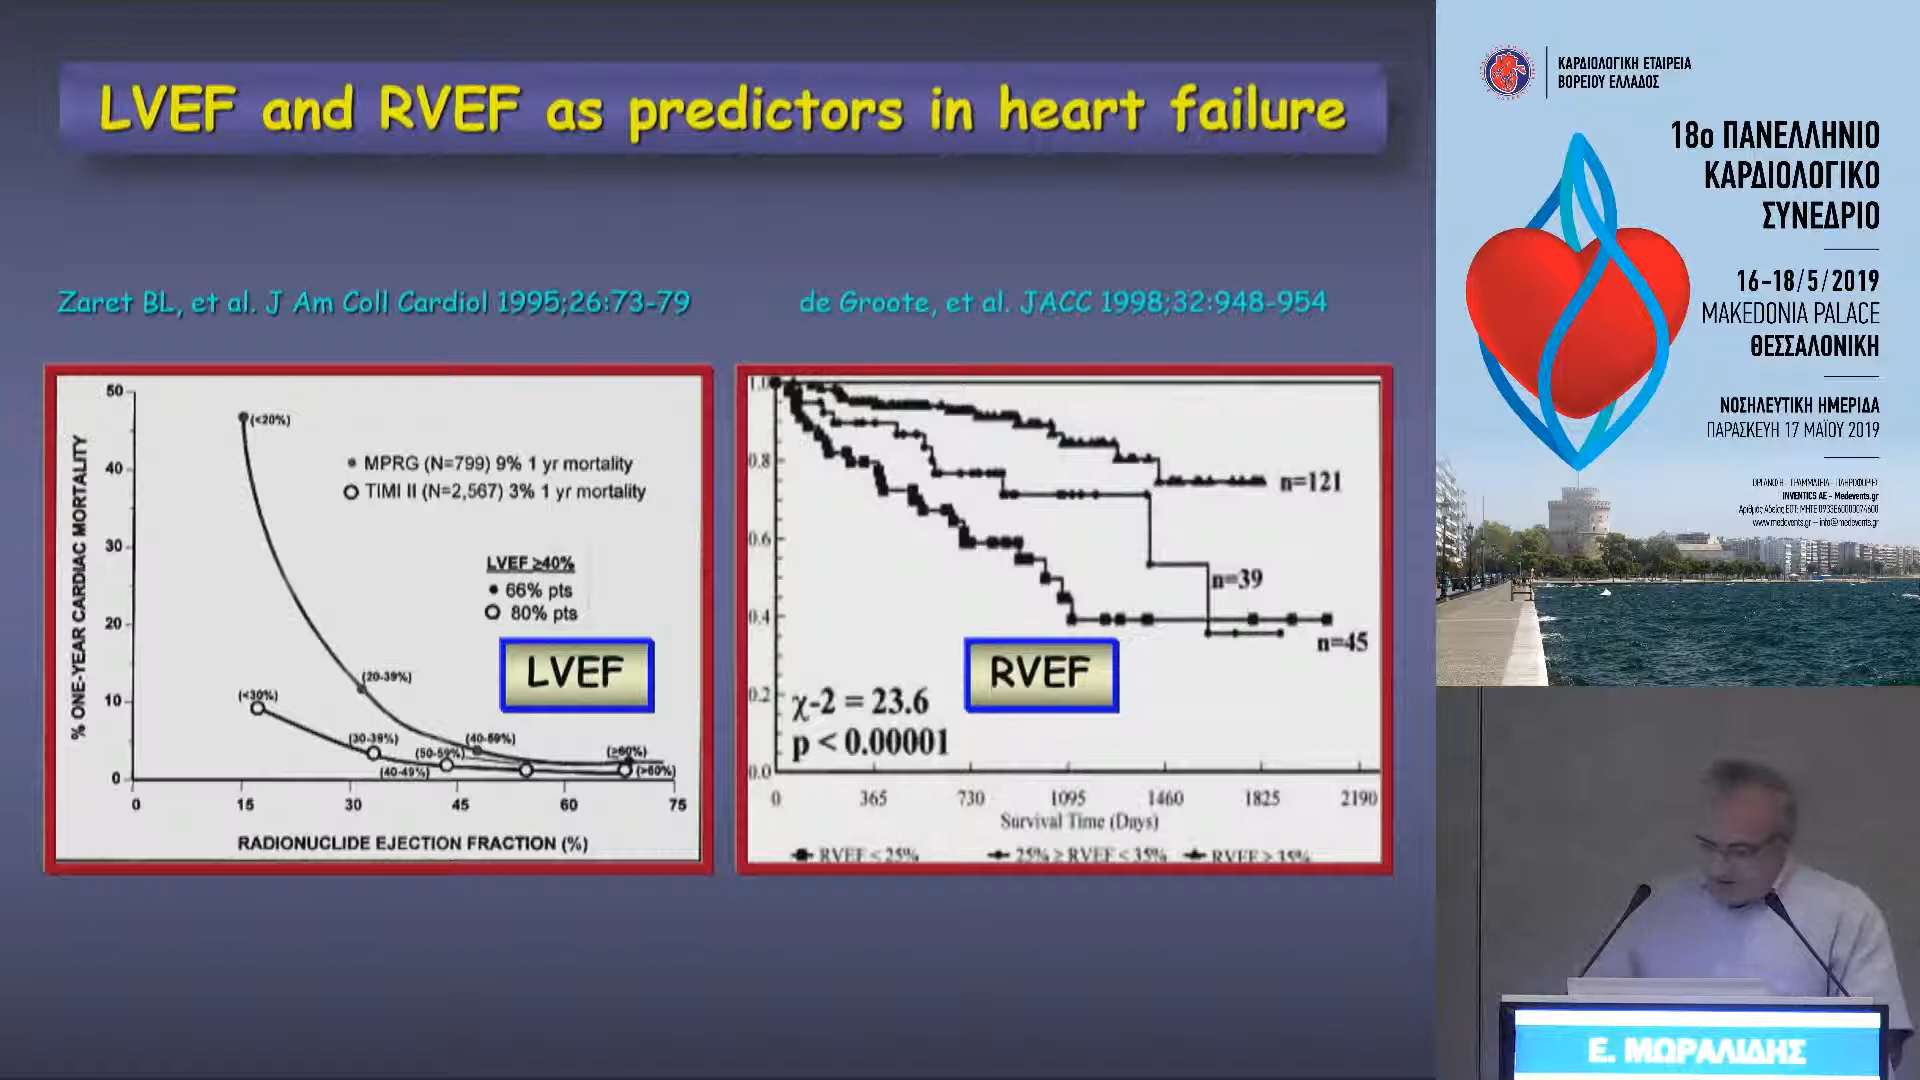 LVEF and RVEF as predictors in heart failure
Zaret BL, et al. J Am Coll Cardiol 1995;26:73-79
de Groote, et al. JACC 1998;32:948-954
% ONE-YEAR CARDIAC MORTALITY
50
40
30
20
10
0
(<20%)
• MPRG (N=799) 9% 1 yr mortality
O TIMI II (N=2,567) 3% 1 yr mortality
LVEF ≥40%
• 66% pts
O 80% pts
LVEF
(20-39%)
(<30%)
(30-39%)
(40-49%)
(50-59%)
(40-59%)
(≥60%)
(>60%)
0 15 30 45 60 75
RADIONUCLIDE EJECTION FRACTION (%)
1.0
0.8
0.6
0.4
0.2
0.0
n=121
n=39
n=45
RVEF
χ-2 = 23.6
p < 0.00001
0 365 730 1095 1460 1825 2190
Survival Time (Days)
RVEF < 25% 25% ≥ RVEF < 35% RVEF ≥ 35%
ΚΑΡΔΙΟΛΟΓΙΚΗ ΕΤΑΙΡΕΙΑ
ΒΟΡΕΙΟΥ ΕΛΛΑΔΟΣ
18ο ΠΑΝΕΛΛΗΝΙΟ
ΚΑΡΔΙΟΛΟΓΙΚΟ
ΣΥΝΕΔΡΙΟ
16-18/5/2019
MAKEDONIA PALACE
ΘΕΣΣΑΛΟΝΙΚΗ
ΝΟΣΗΛΕΥΤΙΚΗ ΗΜΕΡΙΔΑ
ΠΑΡΑΣΚΕΥΗ 17 ΜΑΪΟΥ 2019
ΟΡΓΑΝΩΣΗ - ΓΡΑΜΜΑΤΕΙΑ - ΠΛΗΡΟΦΟΡΙΕΣ
INVENTICS AE - Medevents.gr
Αριθμός Αδείας ΕΟΤ: ΜΗΤΕ 0933Ε60000074600
www.medevents.gr - info@medevents.gr
Ε. ΜΩΡΑΛΙΔΗΣ